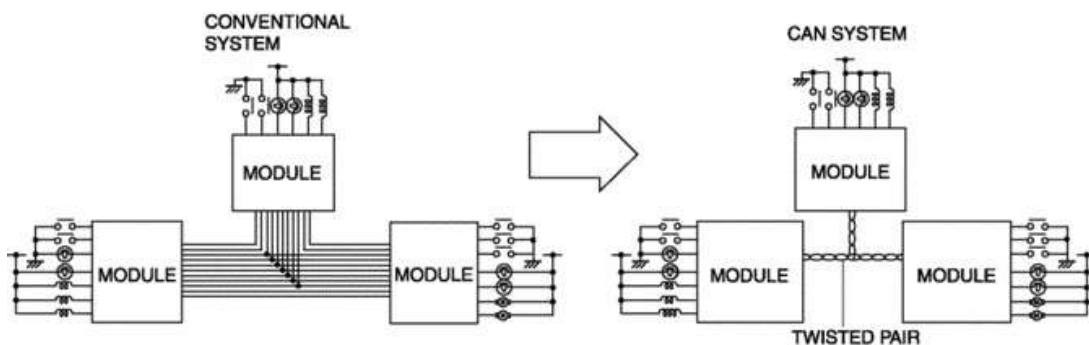 CONVENTIONAL
SYSTEM
MODULE
MODULE
MODULE
CAN SYSTEM
MODULE
MODULE
MODULE
TWISTED PAIR